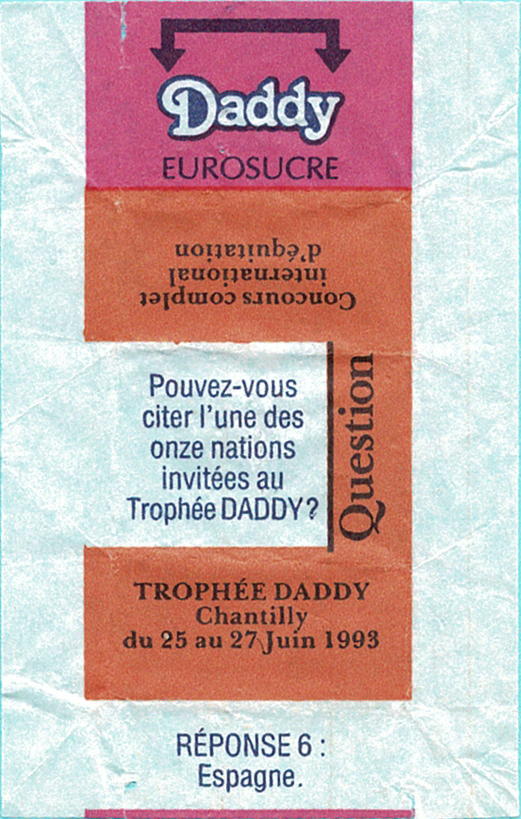 Daddy
EUROSUCRE
Concours complet
international
d'équitation
Pouvez-vous
citer l'une des
onze nations
invitées au
Trophée DADDY?
Question
TROPHÉE DADDY
Chantilly
du 25 au 27 Juin 1993
RÉPONSE 6 :
Espagne.